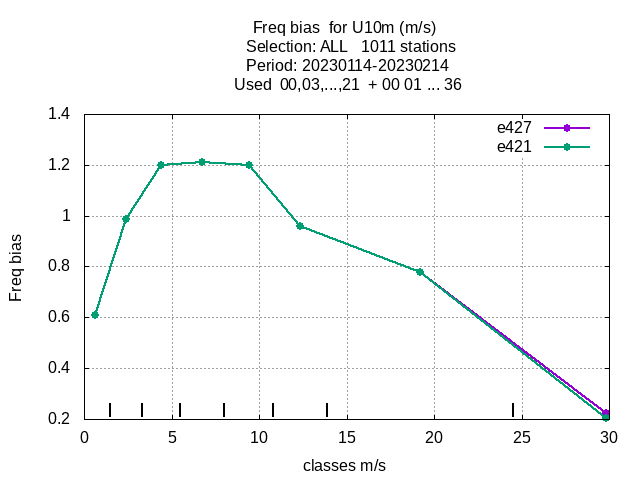 Freq bias  for U10m (m/s)
Selection: ALL   1011 stations
Period: 20230114-20230214
Used  00,03,...,21  + 00 01 ... 36
e427
e421
1.4
1.2
1
0.8
0.6
0.4
0.2
Freq bias
0 5 10 15 20 25 30
classes m/s